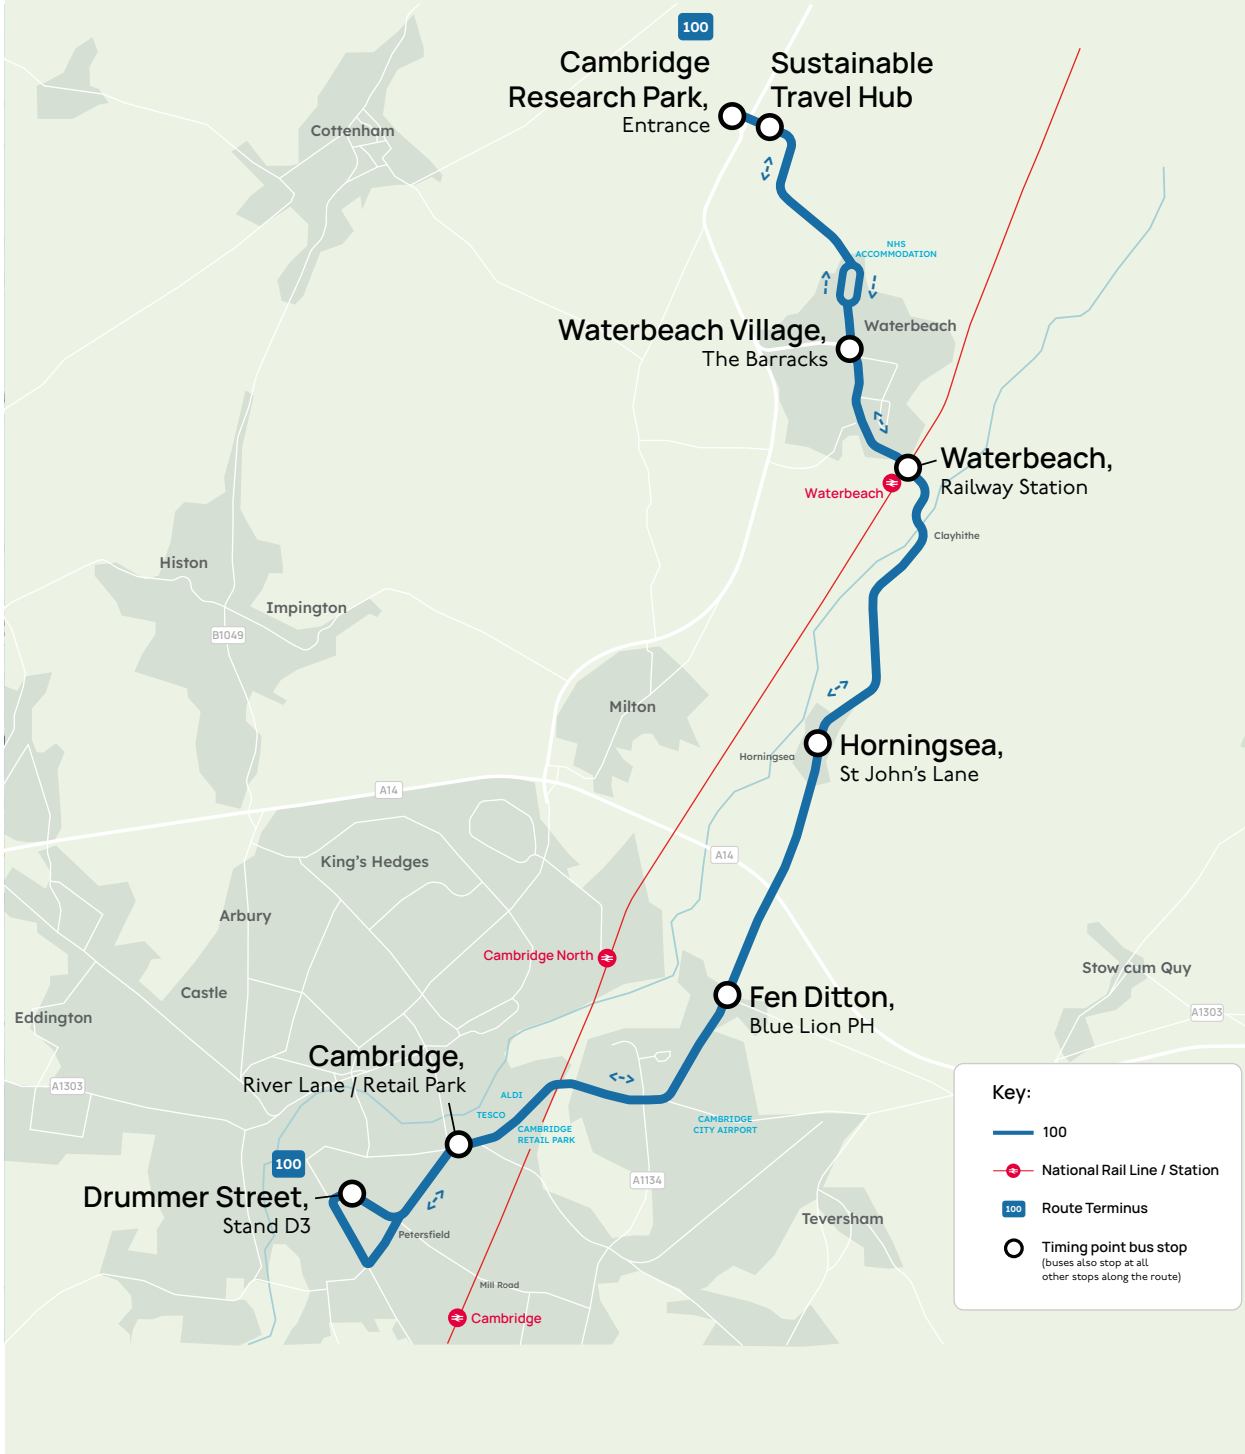 100
Cambridge
Research Park,
Entrance
Sustainable
Travel Hub
Cottenham
NHS
ACCOMMODATION
Waterbeach Village,
The Barracks
Waterbeach
Waterbeach,
Railway Station
Waterbeach
Clayhithe
Histon
Impington
B1049
Milton
Horningsea,
St John's Lane
Horningsea
A14
A14
King's Hedges
Arbury
Cambridge North
Castle
Eddington
Stow cum Quy
A1303
Fen Ditton,
Blue Lion PH
Cambridge,
River Lane / Retail Park
A1303
ALDI
TESCO
CAMBRIDGE
RETAIL PARK
CAMBRIDGE
CITY AIRPORT
100
Drummer Street,
Stand D3
A1134
Petersfield
Teversham
Mill Road
Cambridge
Key:
100
National Rail Line / Station
100
Route Terminus
Timing point bus stop
(buses also stop at all
other stops along the route)